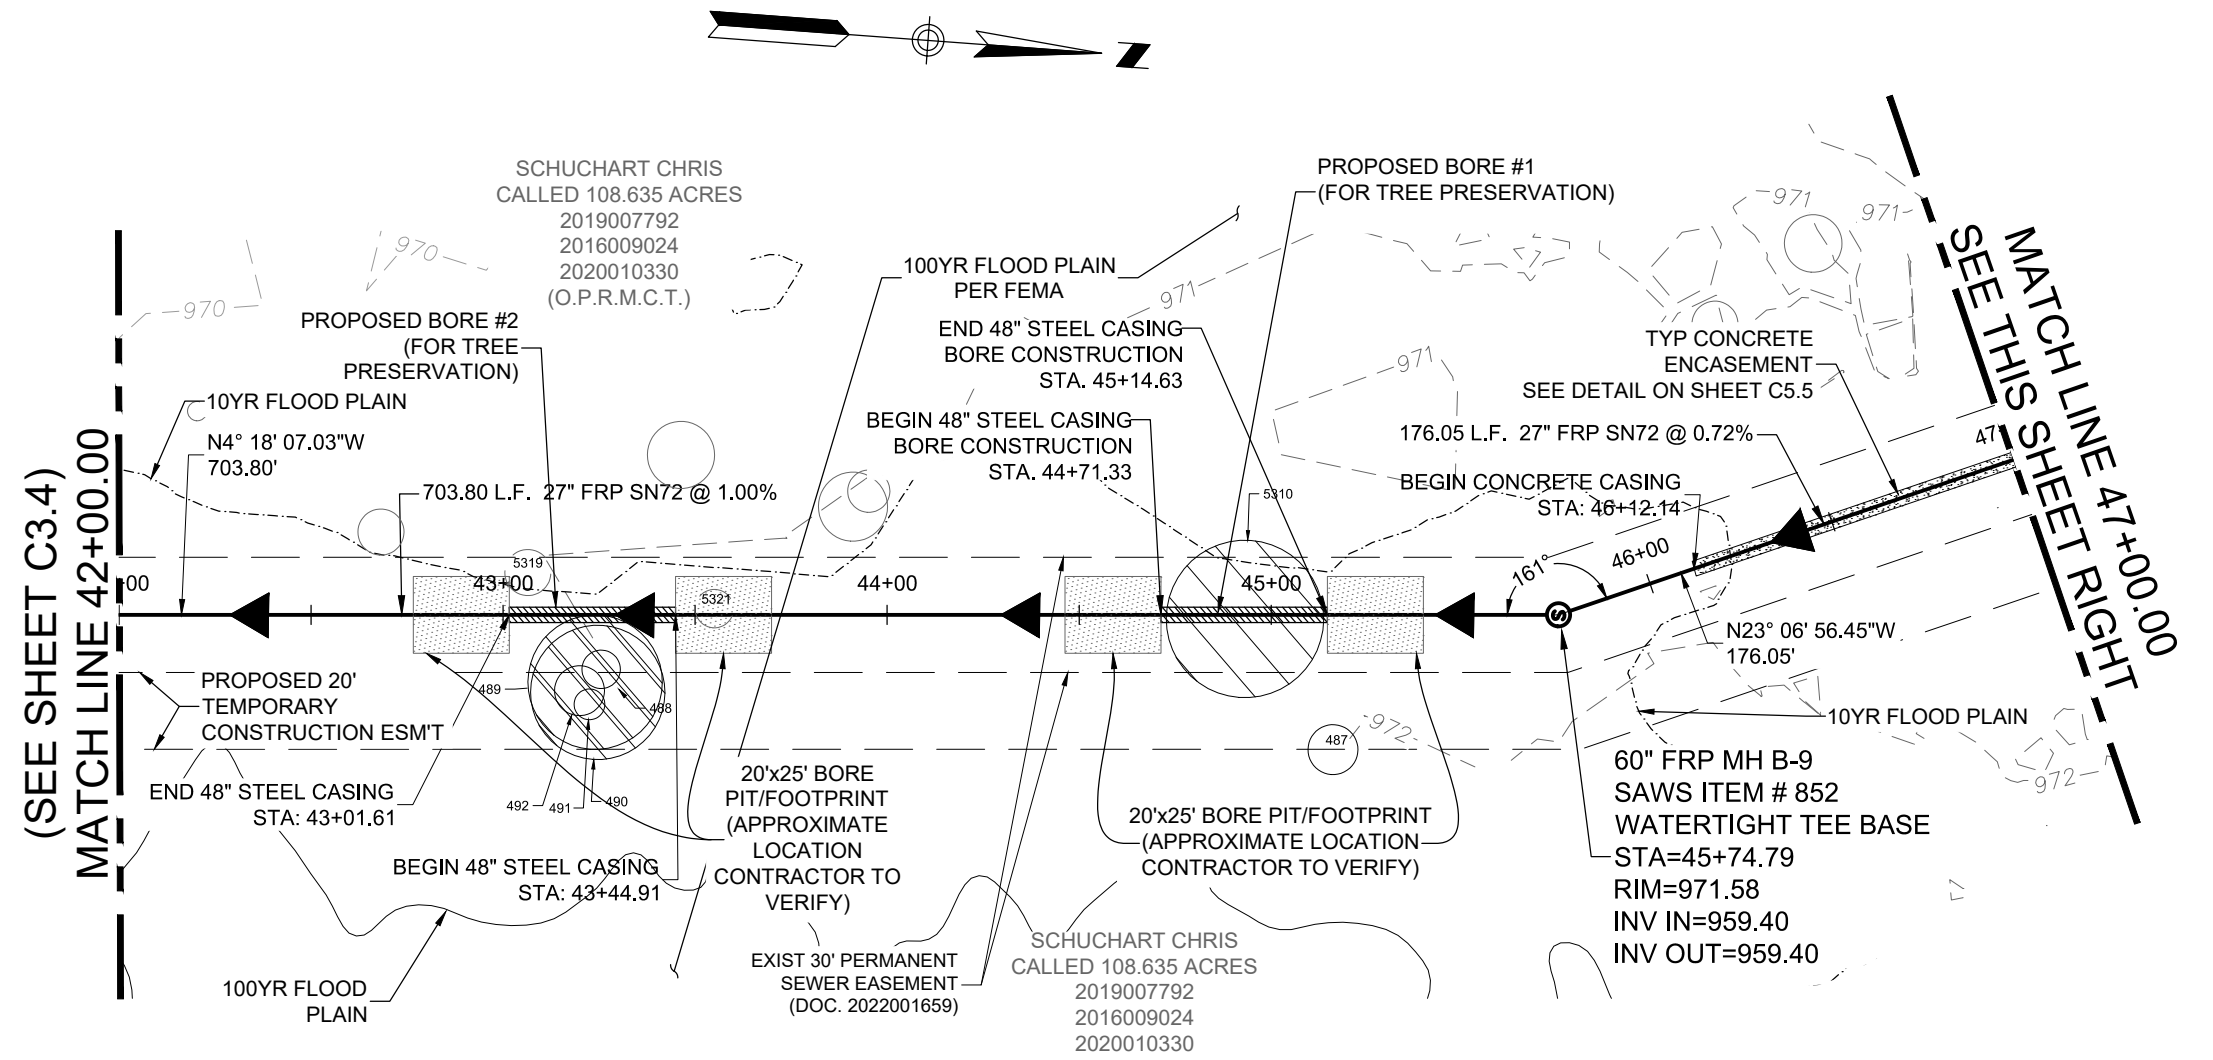 N
SCHUCHART CHRIS
CALLED 108.635 ACRES
2019007792
2016009024
2020010330
(O.P.R.M.C.T.)
PROPOSED BORE #1
(FOR TREE PRESERVATION)
971
971
970
970
971
971
100YR FLOOD PLAIN
PER FEMA
PROPOSED BORE #2
(FOR TREE
PRESERVATION)
END 48" STEEL CASING
BORE CONSTRUCTION
STA. 45+14.63
TYP CONCRETE
ENCASEMENT
SEE DETAIL ON SHEET C5.5
MATCH LINE 47+00.00
SEE THIS SHEET RIGHT
10YR FLOOD PLAIN
BEGIN 48" STEEL CASING
BORE CONSTRUCTION
STA. 44+71.33
176.05 L.F. 27" FRP SN72 @ 0.72%
47
N4° 18' 07.03"W
703.80'
703.80 L.F. 27" FRP SN72 @ 1.00%
BEGIN CONCRETE CASING
STA: 46+12.14
5310
(SEE SHEET C3.4)
MATCH LINE 42+00.00
5319
+00
43+00
44+00
45+00
161°
46+00
5321
N23° 06' 56.45"W
176.05'
PROPOSED 20'
TEMPORARY
CONSTRUCTION ESM'T
489
488
487
972
10YR FLOOD PLAIN
60" FRP MH B-9
SAWS ITEM # 852
WATERTIGHT TEE BASE
STA=45+74.79
RIM=971.58
INV IN=959.40
INV OUT=959.40
972
END 48" STEEL CASING
STA: 43+01.61
492
491
490
20'x25' BORE
PIT/FOOTPRINT
(APPROXIMATE
LOCATION
CONTRACTOR TO
VERIFY)
20'x25' BORE PIT/FOOTPRINT
(APPROXIMATE LOCATION
CONTRACTOR TO VERIFY)
BEGIN 48" STEEL CASING
STA: 43+44.91
EXIST 30' PERMANENT
SEWER EASEMENT
(DOC. 2022001659)
SCHUCHART CHRIS
CALLED 108.635 ACRES
2019007792
2016009024
2020010330
100YR FLOOD
PLAIN